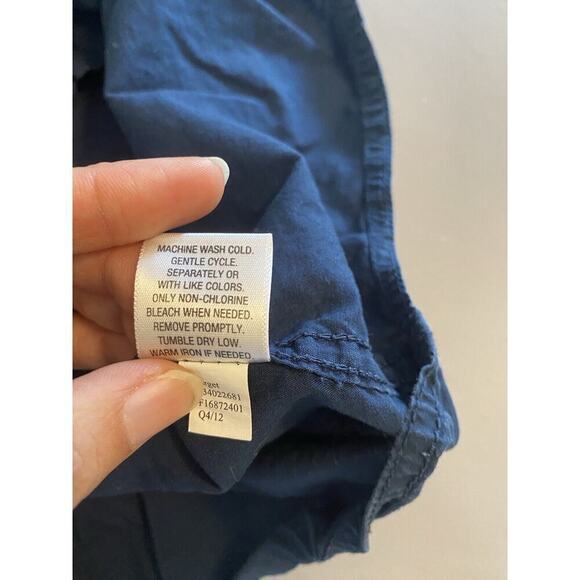 MACHINE WASH COLD.
GENTLE CYCLE.
SEPARATELY OR
WITH LIKE COLORS.
ONLY NON-CHLORINE
BLEACH WHEN NEEDED.
REMOVE PROMPTLY.
TUMBLE DRY LOW.
WARM IRON IF NEEDED
rget
34022681
F16872401
Q4/12